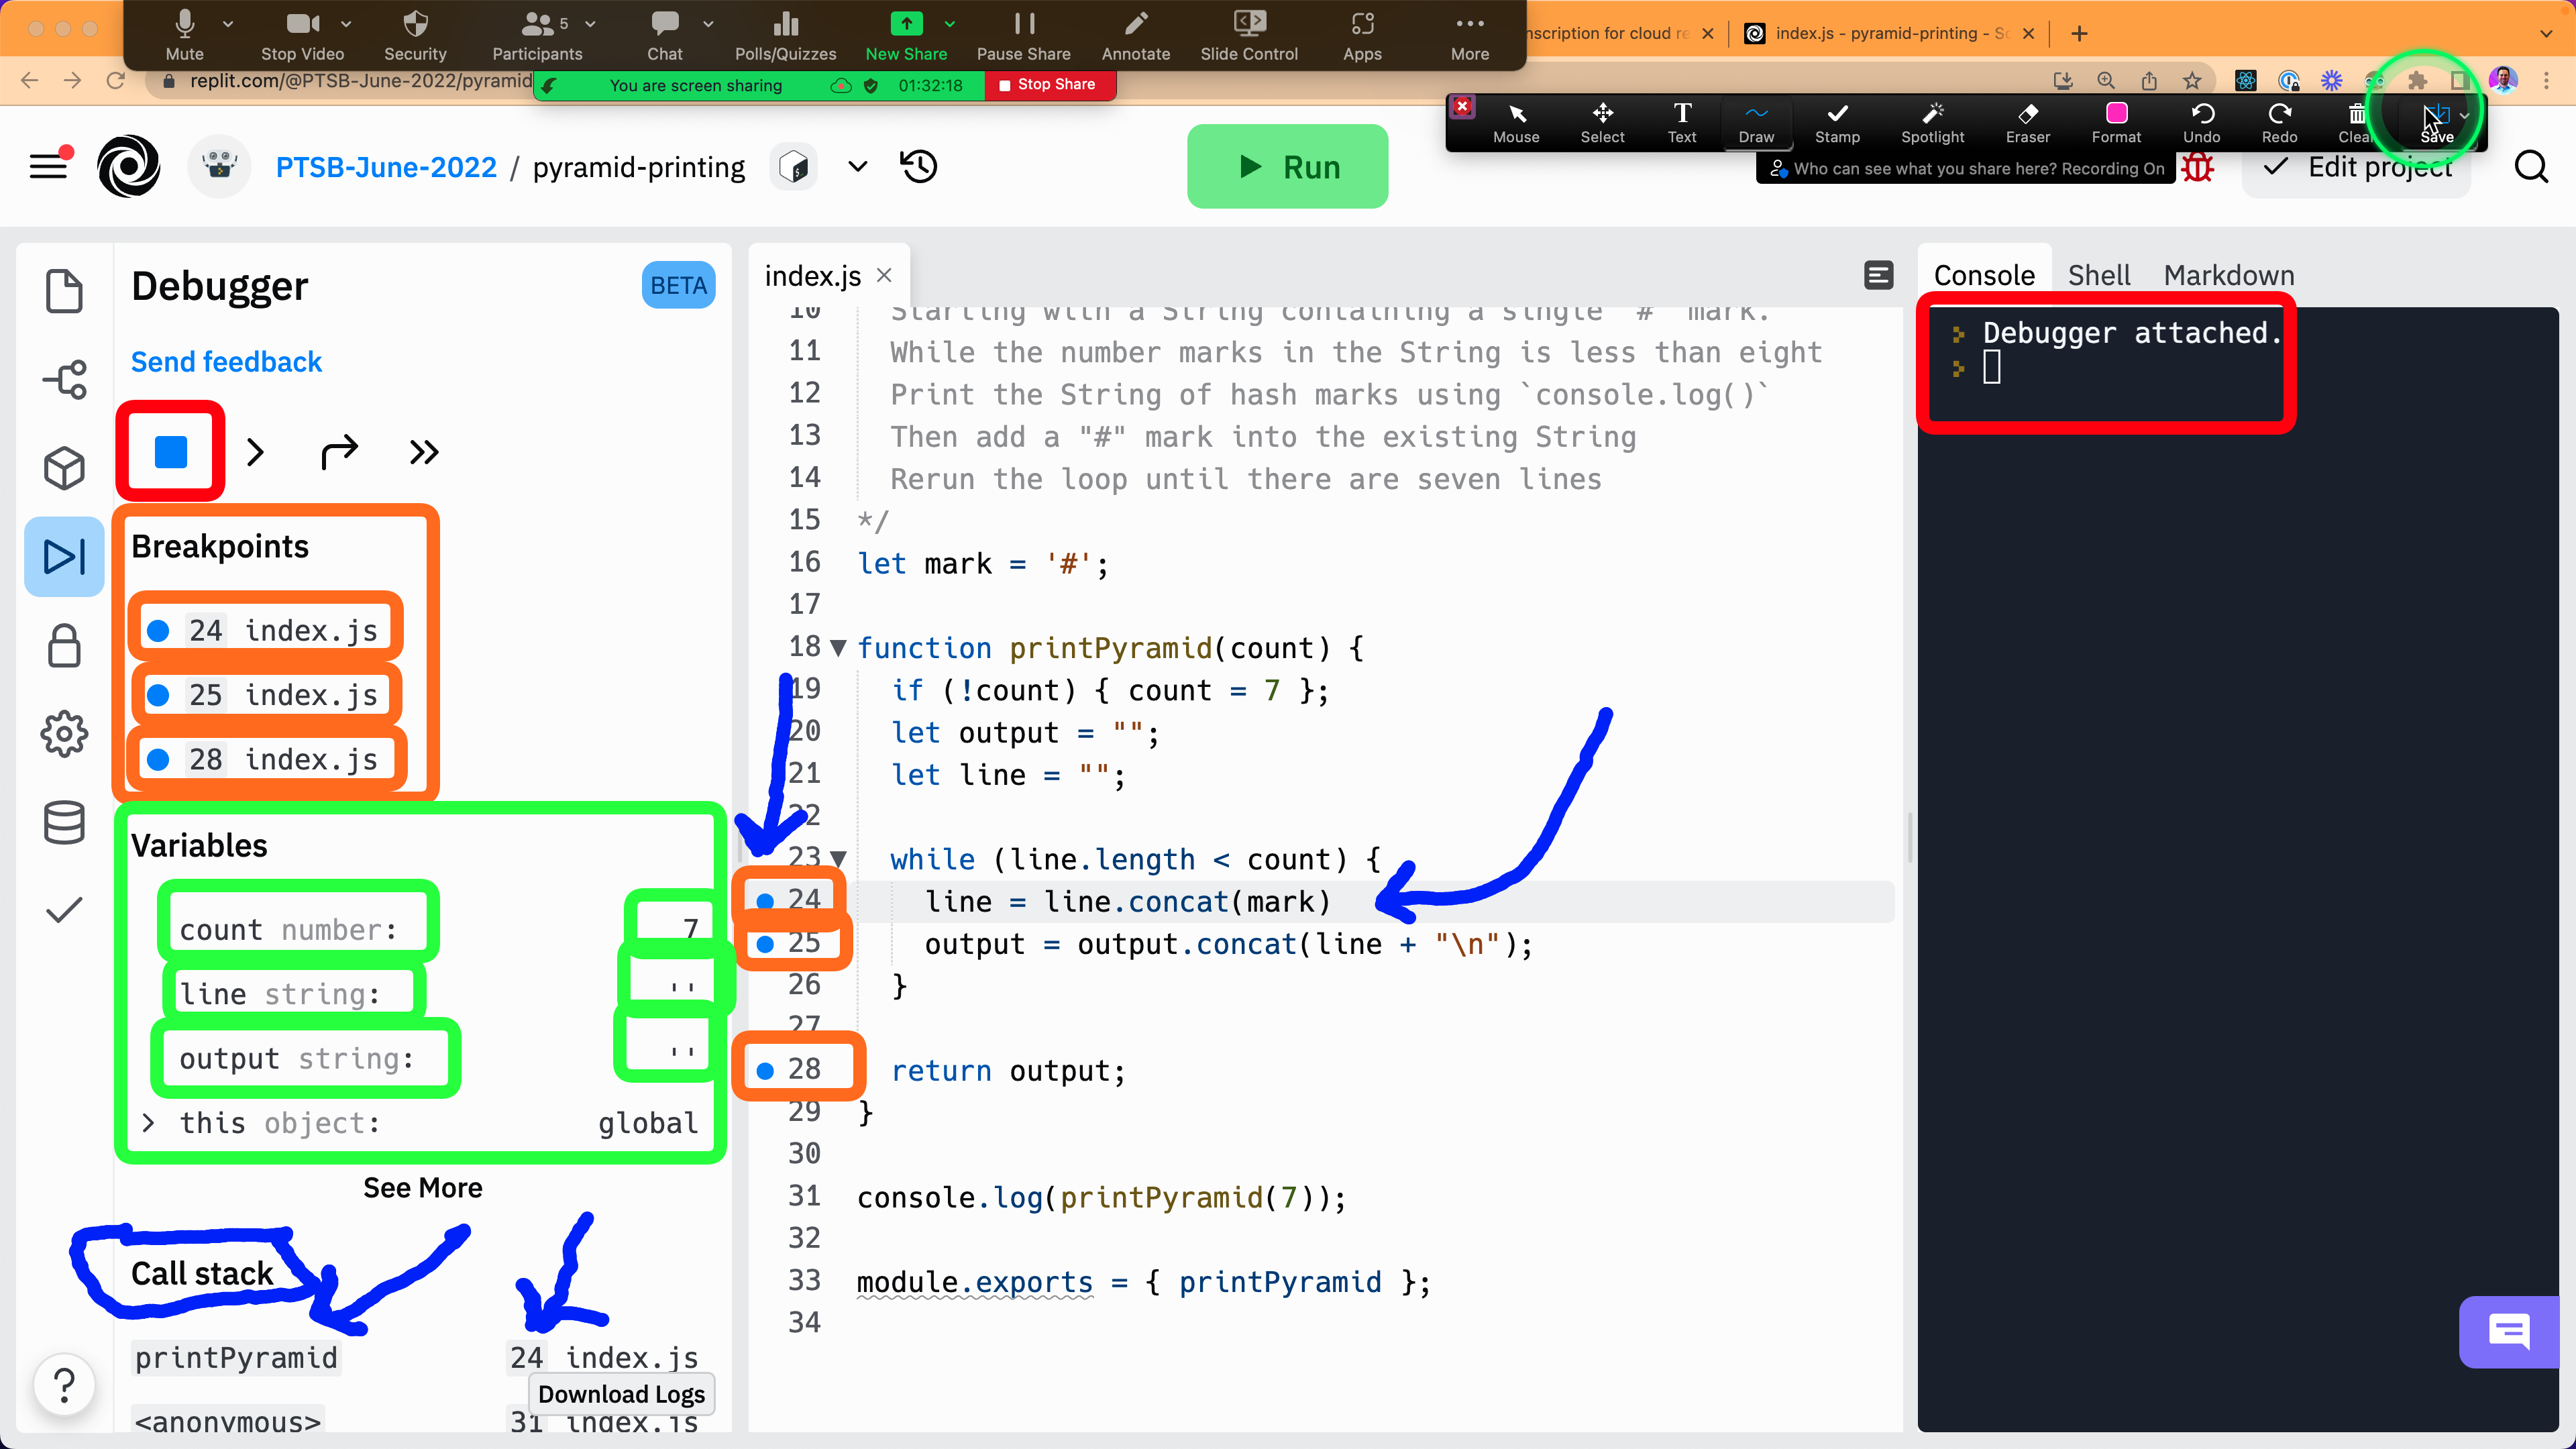 Mute
Stop Video
Security
Participants 5
Chat
Polls/Quizzes
New Share
Pause Share
Annotate
Slide Control
Apps
More
nscription for cloud re
index.js - pyramid-printing -
replit.com/@PTSB-June-2022/pyramid
You are screen sharing
01:32:18
Stop Share
Mouse
Select
Text
Draw
Stamp
Spotlight
Eraser
Format
Undo
Redo
Clear
Save
Who can see what you share here? Recording On
PTSB-June-2022 / pyramid-printing
Run
Edit project
Debugger
BETA
Send feedback
Breakpoints
24 index.js
25 index.js
28 index.js
Variables
count number: 7
line string: ''
output string: ''
this object: global
See More
Call stack
printPyramid 24 index.js
Download Logs
<anonymous> 31 index.js
index.js
10 Starting with a String containing a single "#" mark.
11 While the number marks in the String is less than eight
12 Print the String of hash marks using `console.log()`
13 Then add a "#" mark into the existing String
14 Rerun the loop until there are seven lines
15 */
16 let mark = '#';
17
18 function printPyramid(count) {
19 if (!count) { count = 7 };
20 let output = "";
21 let line = "";
22
23 while (line.length < count) {
24 line = line.concat(mark)
25 output = output.concat(line + "\n");
26 }
27
28 return output;
29 }
30
31 console.log(printPyramid(7));
32
33 module.exports = { printPyramid };
34
Console
Shell
Markdown
Debugger attached.